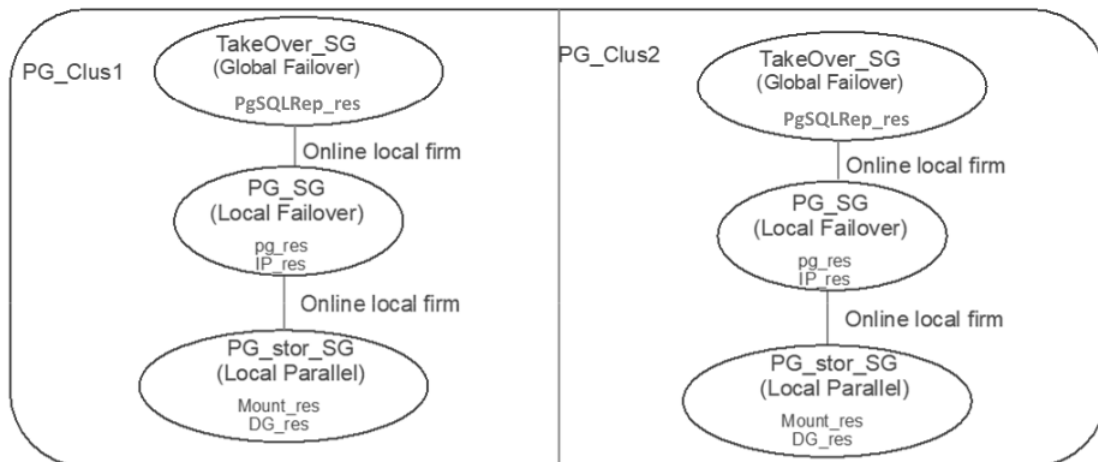 PG_Clus1
TakeOver_SG
(Global Failover)
PgSQLRep_res
Online local firm
PG_SG
(Local Failover)
pg_res
IP_res
Online local firm
PG_stor_SG
(Local Parallel)
Mount_res
DG_res
PG_Clus2
TakeOver_SG
(Global Failover)
PgSQLRep_res
Online local firm
PG_SG
(Local Failover)
pg_res
IP_res
Online local firm
PG_stor_SG
(Local Parallel)
Mount_res
DG_res